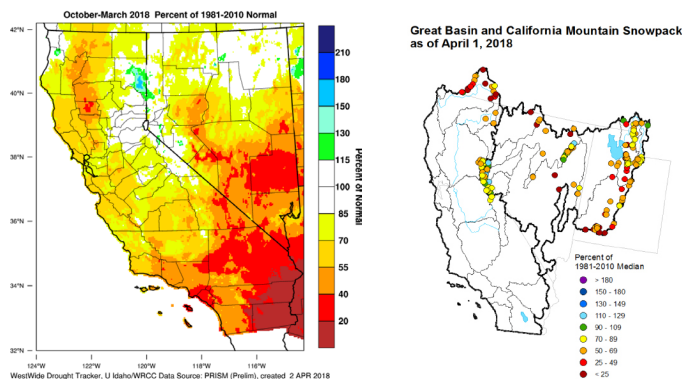 October-March 2018 Percent of 1981-2010 Normal
42°N
40°N
38°N
36°N
34°N
32°N
124°W
122°W
120°W
118°W
116°W
210
180
150
130
115
100
85
70
55
40
20
Percent of Normal
WestWide Drought Tracker, U Idaho/WRCC Data Source: PRISM (Prelim), created 2 APR 2018
Great Basin and California Mountain Snowpack
as of April 1, 2018
Percent of
1981-2010 Median
> 180
150 - 180
130 - 149
110 - 129
90 - 109
70 - 89
50 - 69
25 - 49
< 25